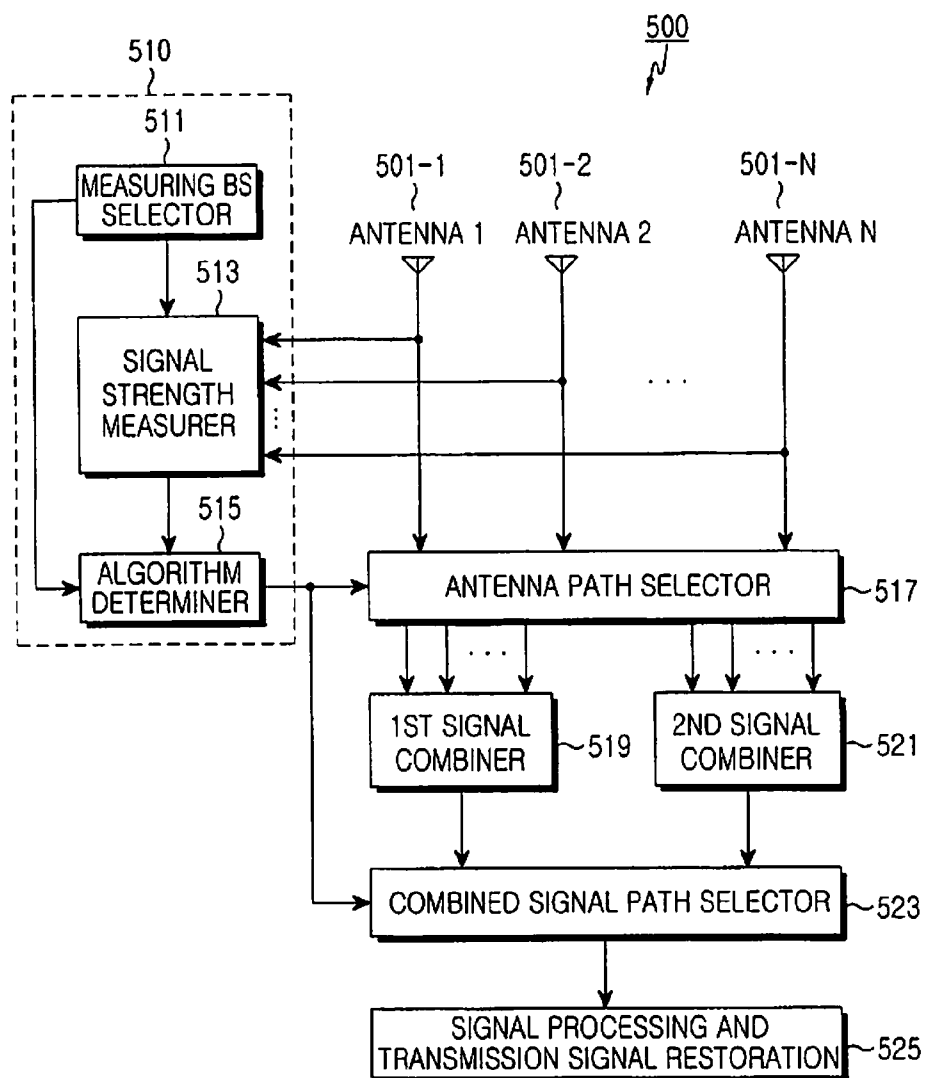 500
510
511
MEASURING BS
SELECTOR
501-1
501-2
501-N
ANTENNA 1
ANTENNA 2
ANTENNA N
513
SIGNAL
STRENGTH
MEASURER
...
...
515
ALGORITHM
DETERMINER
ANTENNA PATH SELECTOR
517
...
...
1ST SIGNAL
COMBINER
519
2ND SIGNAL
COMBINER
521
COMBINED SIGNAL PATH SELECTOR
523
SIGNAL PROCESSING AND
TRANSMISSION SIGNAL RESTORATION
525